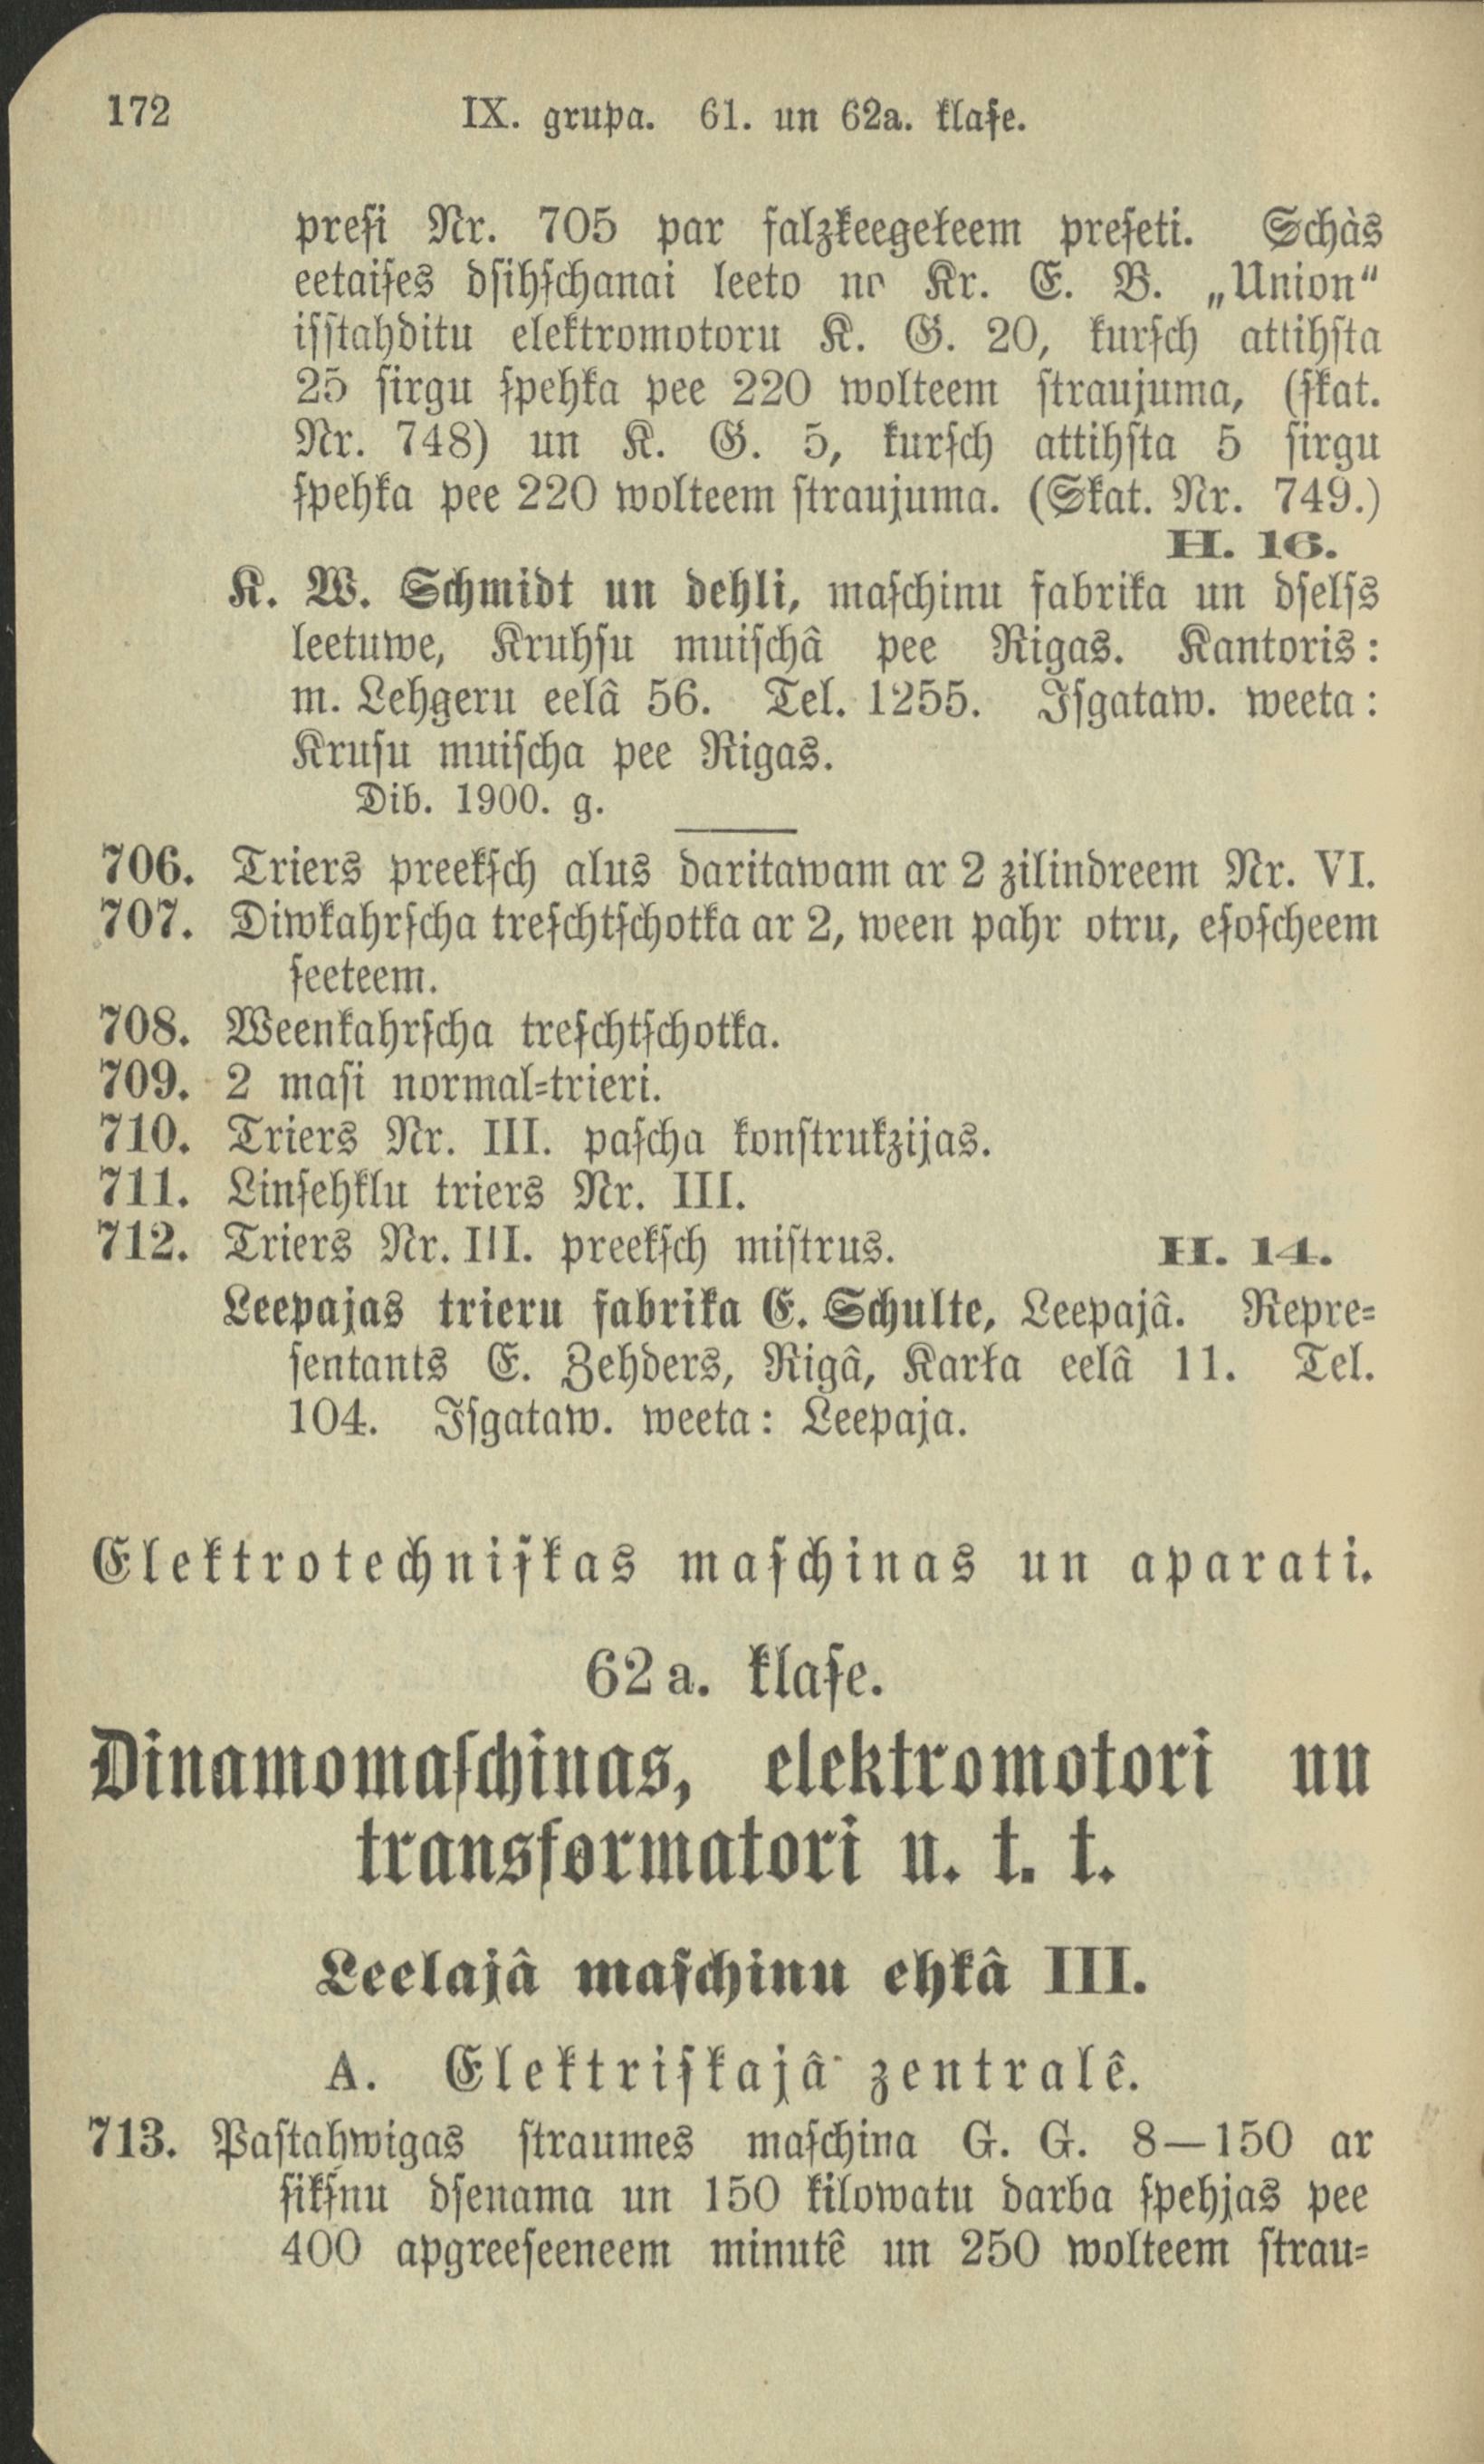 172 IX. grupa. 61. un 62a. klaſe.
preſi Nr. 705 par falzkeegeļeem preſeti. Schàs
eetaiſes dſihſchanai leeto no Kr. E. B. „Union“
iſſtahditu elektromotoru K. G. 20, kurſch attihſta
25 ſirgu ſpehka pee 220 wolteem ſtraujuma, (ſkat.
Nr. 748) un K. G. 5, kurſch attihſta 5 ſirgu
ſpehka pee 220 wolteem ſtraujuma. (Skat. Nr. 749.)
H. 16.
K. W. Schmidt un dehli, maſchinu fabrika un dſelſs
leetuwe, Kruhſu muiſchâ pee Rigas. Kantoris:
m. Lehgeru eelâ 56. Tel. 1255. Iſgataw. weeta:
Kruſu muiſcha pee Rigas.
Dib. 1900. g.
706. Triers preekſch alus daritawam ar 2 zilindreem Nr. VI.
707. Diwkahrſcha treſchtſchotka ar 2, ween pahr otru, eſoſcheem
ſeeteem.
708. Weenkahrſcha treſchtſchotka.
709. 2 maſi normal=trieri.
710. Triers Nr. III. paſcha konſtrukzijas.
711. Linſehklu triers Nr. III.
712. Triers Nr. III. preekſch miſtrus. H. 14.
Leepajas trieru fabrika E. Schulte, Leepajâ. Repre=
ſentants E. Zehders, Rigâ, Karļa eelâ 11. Tel.
104. Iſgataw. weeta: Leepaja.
Elektrotechniſkas maſchinas un aparati.
62 a. klaſe.
Dinamomaſchinas, elektromotori un
transformatori u. t. t.
Leelajâ maſchinu ehkâ III.
A. Elektriſkajâ zentralê.
713. Paſtahwigas ſtraumes maſchina G. G. 8—150 ar
ſikſnu dſenama un 150 kilowatu darba ſpehjas pee
400 apgreeſeeneem minutê un 250 wolteem ſtrau=